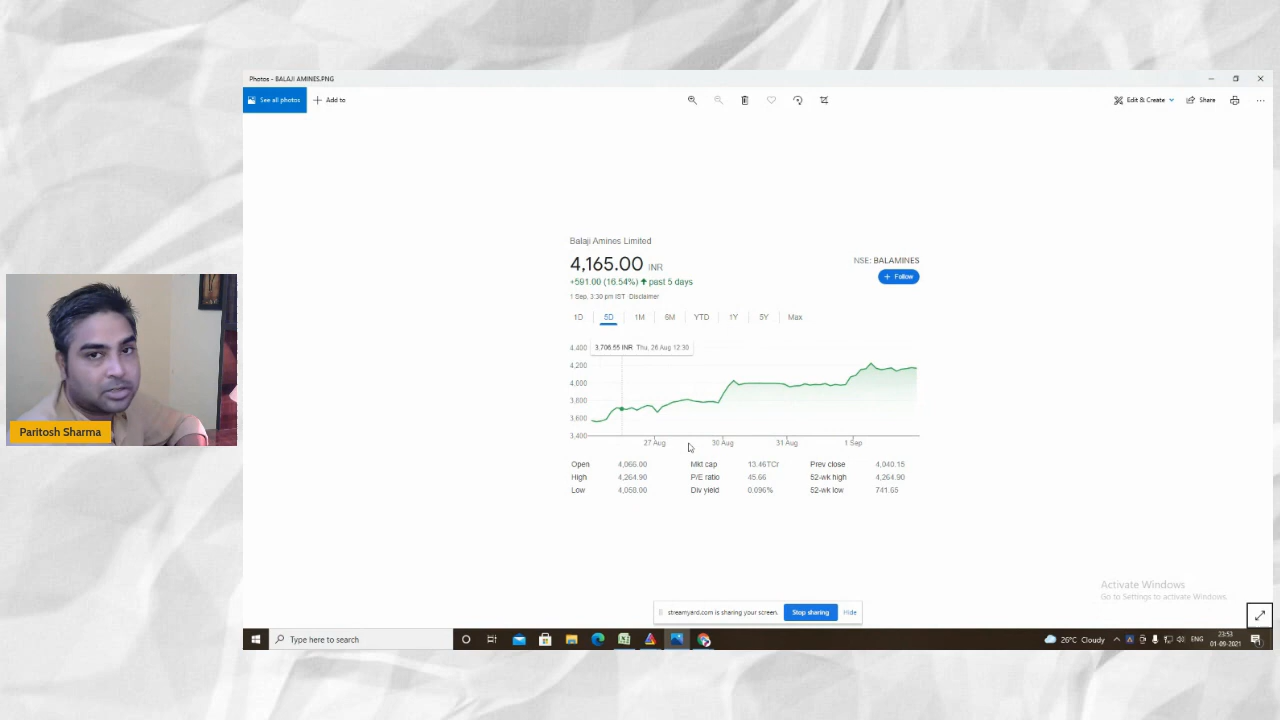 Photos - BALAJI AMINES.PNG
See all photos
Add to
Edit & Create
Share
Balaji Amines Limited
4,165.00 INR
NSE: BALAMINES
+591.00 (16.54%) past 5 days
+ Follow
1 Sep, 3:30 pm IST Disclaimer
1D 5D 1M 6M YTD 1Y 5Y Max
3,706.55 INR Thu, 26 Aug 12:30
4,400
4,200
4,000
3,800
3,600
3,400
27 Aug 30 Aug 31 Aug 1 Sep
Open 4,066.00 Mkt cap 13.46TCr Prev close 4,040.15
High 4,264.90 P/E ratio 45.66 52-wk high 4,264.90
Low 4,058.00 Div yield 0.096% 52-wk low 741.65
Paritosh Sharma
Activate Windows
Go to Settings to activate Windows.
streamyard.com is sharing your screen.
Stop sharing
Hide
Type here to search
26°C Cloudy
ENG
23:53
01-09-2021